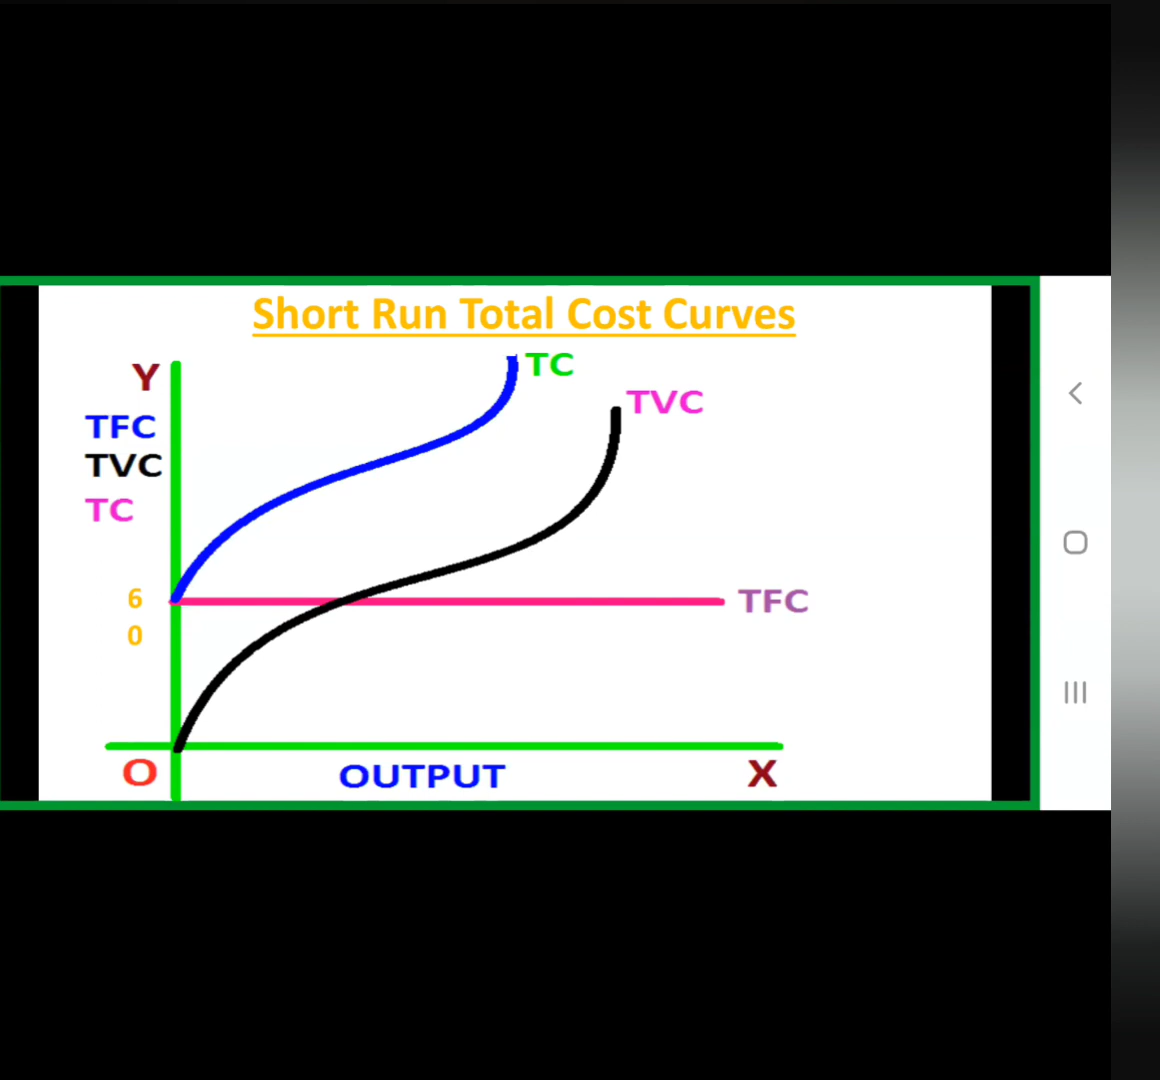 Short Run Total Cost Curves
TC
Y
TVC
TFC
TVC
TC
6
0
TFC
O
OUTPUT
X